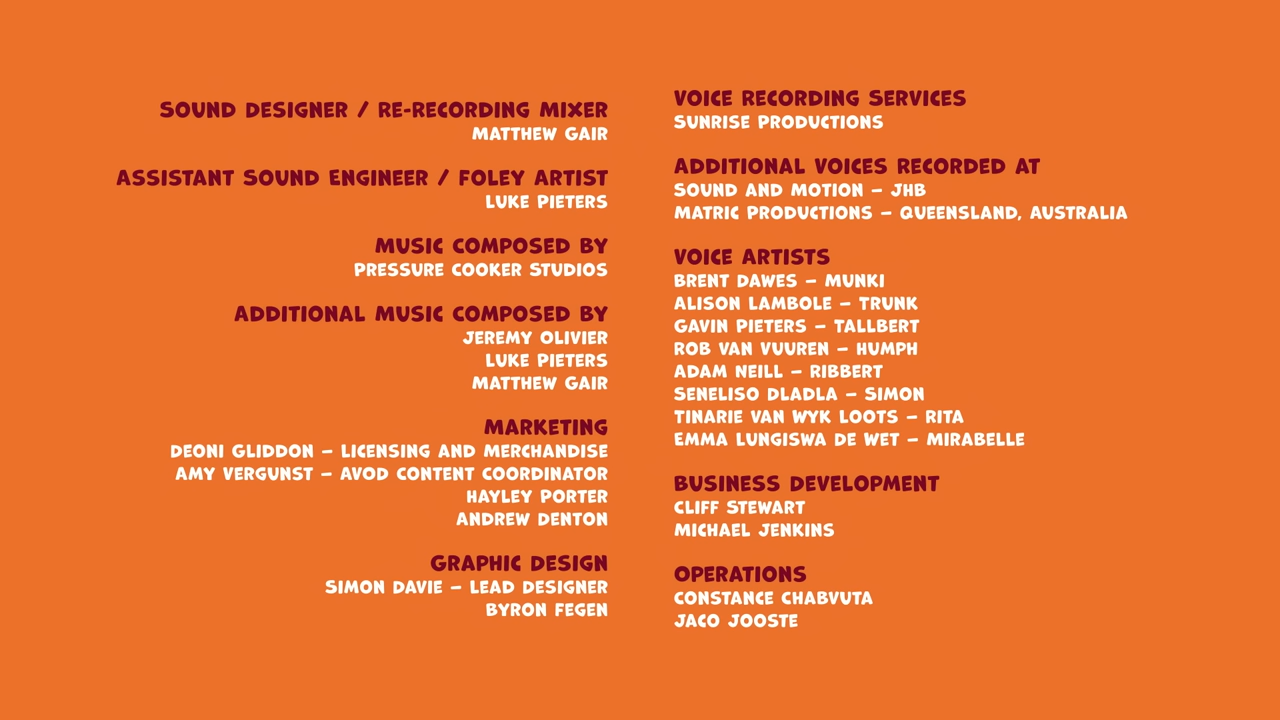 SOUND DESIGNER / RE-RECORDING MIXER
MATTHEW GAIR
ASSISTANT SOUND ENGINEER / FOLEY ARTIST
LUKE PIETERS
MUSIC COMPOSED BY
PRESSURE COOKER STUDIOS
ADDITIONAL MUSIC COMPOSED BY
JEREMY OLIVIER
LUKE PIETERS
MATTHEW GAIR
MARKETING
DEONI GLIDDON – LICENSING AND MERCHANDISE
AMY VERGUNST – AVOD CONTENT COORDINATOR
HAYLEY PORTER
ANDREW DENTON
GRAPHIC DESIGN
SIMON DAVIE – LEAD DESIGNER
BYRON FEGEN
VOICE RECORDING SERVICES
SUNRISE PRODUCTIONS
ADDITIONAL VOICES RECORDED AT
SOUND AND MOTION – JHB
MATRIC PRODUCTIONS – QUEENSLAND, AUSTRALIA
VOICE ARTISTS
BRENT DAWES – MUNKI
ALISON LAMBOLE – TRUNK
GAVIN PIETERS – TALLBERT
ROB VAN VUUREN – HUMPH
ADAM NEILL – RIBBERT
SENELISO DLADLA – SIMON
TINARIE VAN WYK LOOTS – RITA
EMMA LUNGISWA DE WET – MIRABELLE
BUSINESS DEVELOPMENT
CLIFF STEWART
MICHAEL JENKINS
OPERATIONS
CONSTANCE CHABVUTA
JACO JOOSTE